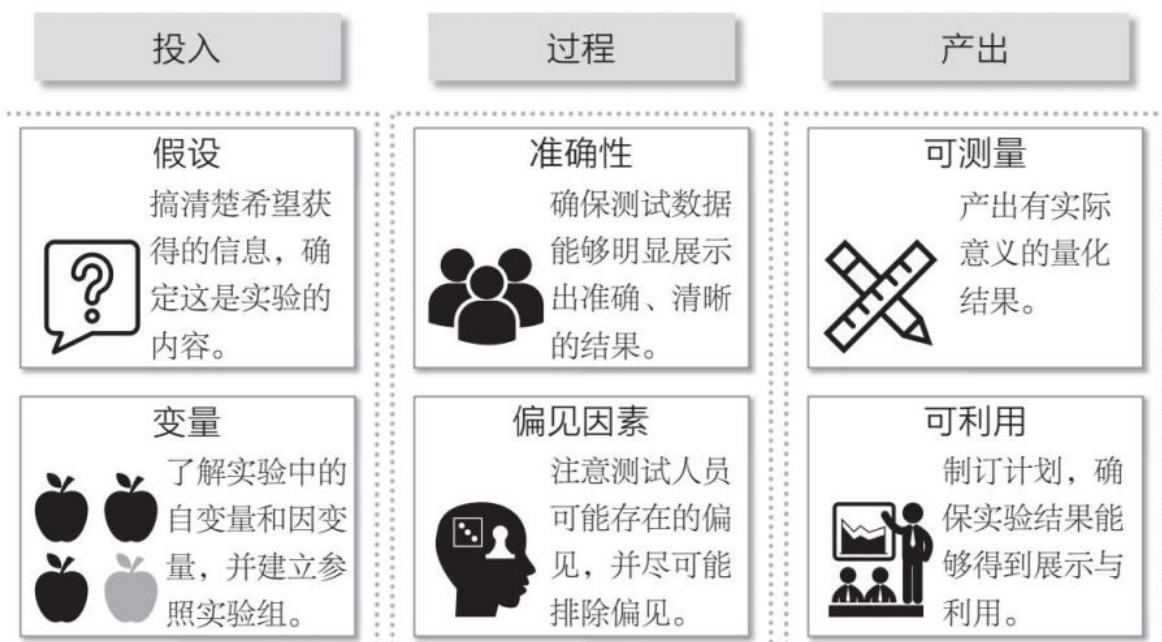 投入
过程
产出
假设
搞清楚希望获
得的信息，确
定这是实验的
内容。
准确性
确保测试数据
能够明显展示
出准确、清晰
的结果。
可测量
产出有实际
意义的量化
结果。
变量
了解实验中的
自变量和因变
量，并建立参
照实验组。
偏见因素
注意测试人员
可能存在的偏
见，并尽可能
排除偏见。
可利用
制订计划，确
保实验结果能
够得到展示与
利用。